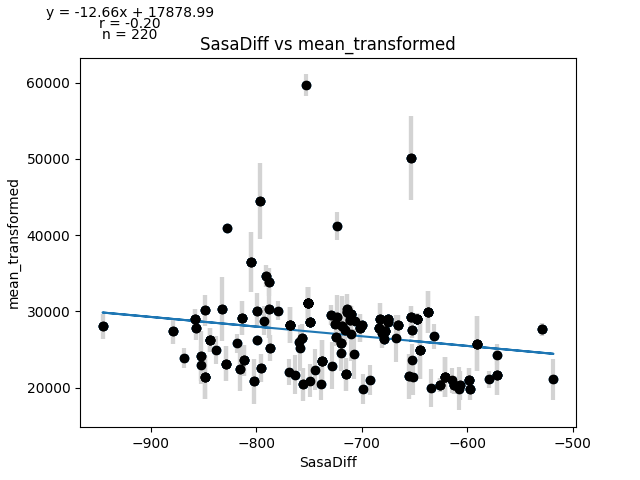 y = -12.66x + 17878.99
r = -0.20
n = 220
SasaDiff vs mean_transformed
60000
50000
40000
30000
20000
mean_transformed
−900
−800
−700
−600
−500
SasaDiff